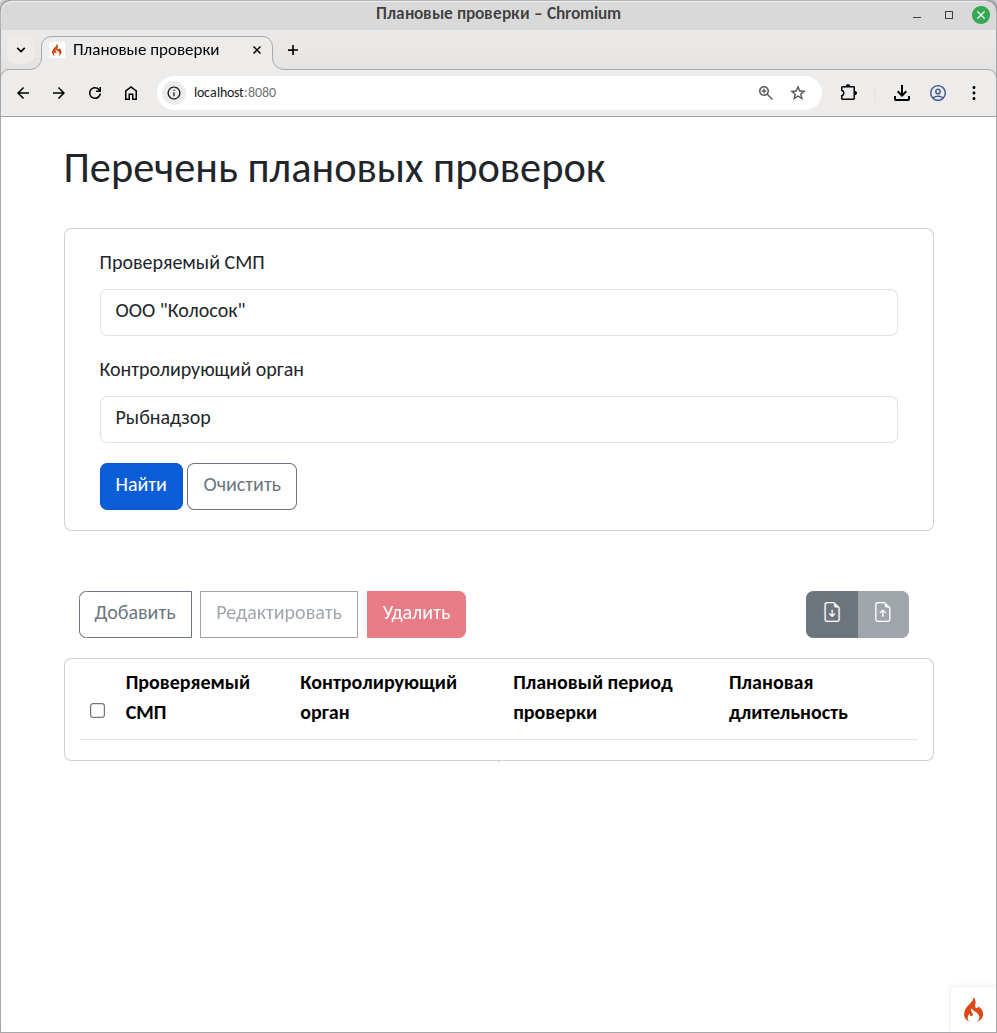 Плановые проверки – Chromium
Плановые проверки
localhost:8080
Перечень плановых проверок
Проверяемый СМП
ООО "Колосок"
Контролирующий орган
Рыбнадзор
Найти Очистить
Добавить Редактировать Удалить
Проверяемый СМП Контролирующий орган Плановый период проверки Плановая длительность